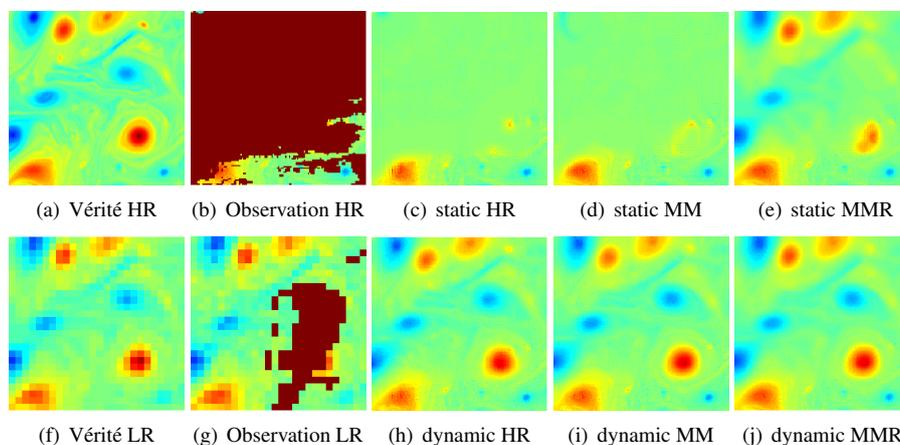 (a) Vérité HR
(b) Observation HR
(c) static HR
(d) static MM
(e) static MMR
(f) Vérité LR
(g) Observation LR
(h) dynamic HR
(i) dynamic MM
(j) dynamic MMR